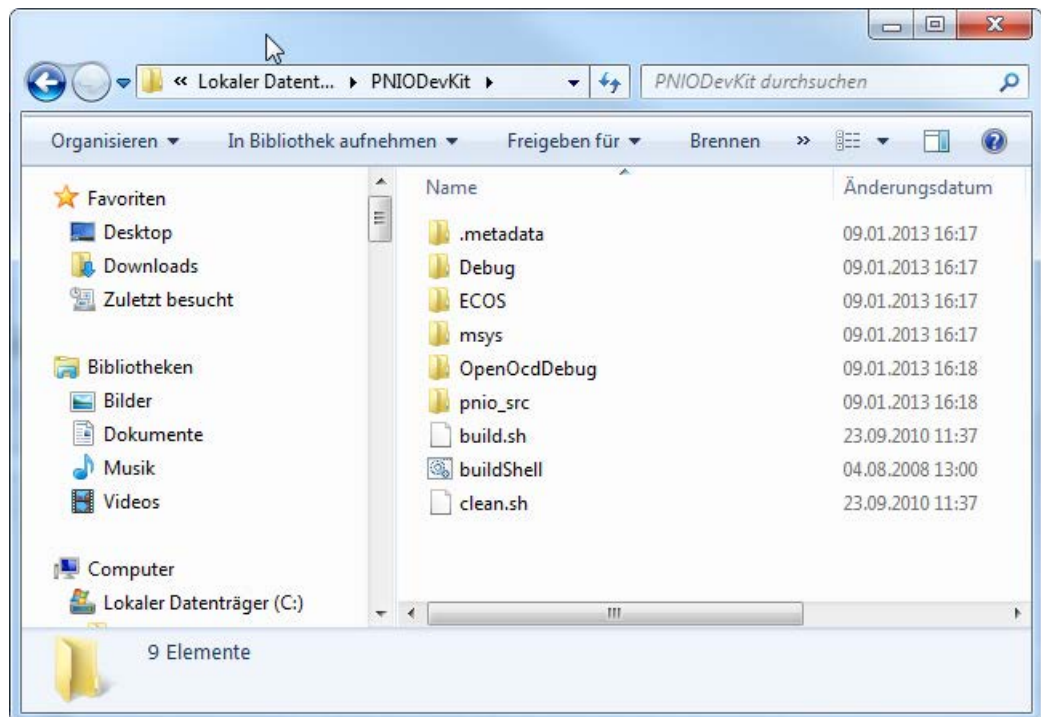 « Lokaler Datent... PNIODevKit PNIODevKit durchsuchen
Organisieren In Bibliothek aufnehmen Freigeben für Brennen »
Name Änderungsdatum
Favoriten
Desktop
Downloads
Zuletzt besucht
Bibliotheken
Bilder
Dokumente
Musik
Videos
Computer
Lokaler Datenträger (C:)
.metadata 09.01.2013 16:17
Debug 09.01.2013 16:17
ECOS 09.01.2013 16:17
msys 09.01.2013 16:17
OpenOcdDebug 09.01.2013 16:18
pnio_src 09.01.2013 16:18
build.sh 23.09.2010 11:37
buildShell 04.08.2008 13:00
clean.sh 23.09.2010 11:37
9 Elemente